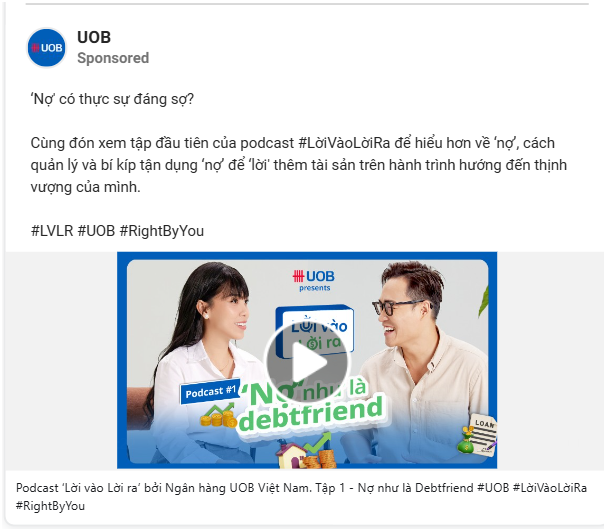 UOB
UOB
Sponsored
‘Nợ’ có thực sự đáng sợ?
Cùng đón xem tập đầu tiên của podcast #LờiVàoLờiRa để hiểu hơn về ‘nợ’, cách
quản lý và bí kíp tận dụng ‘nợ’ để ‘lời’ thêm tài sản trên hành trình hướng đến thịnh
vượng của mình.
#LVLR #UOB #RightByYou
UOB
presents
Lời vào
Lời ra
Podcast #1
‘Nợ’ như là
debtfriend
LOAN
Podcast ‘Lời vào Lời ra’ bởi Ngân hàng UOB Việt Nam. Tập 1 - Nợ như là Debtfriend #UOB #LờiVàoLờiRa
#RightByYou